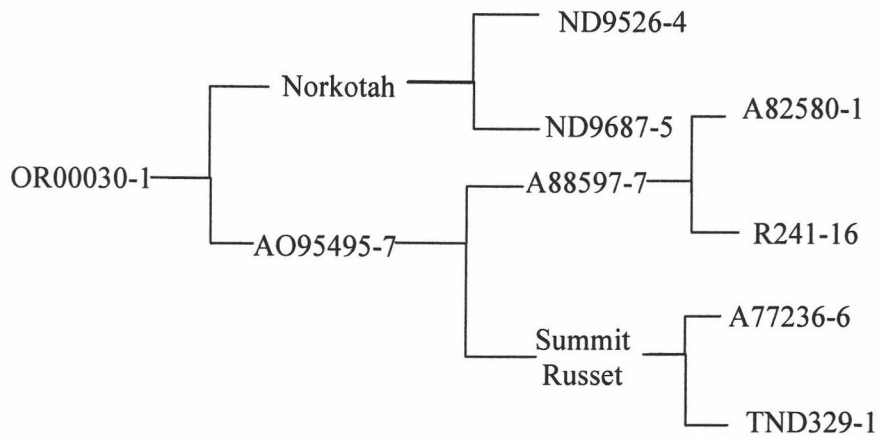 ND9526-4
Norkotah
ND9687-5
A82580-1
OR00030-1
A88597-7
R241-16
AO95495-7
A77236-6
Summit
Russet
TND329-1